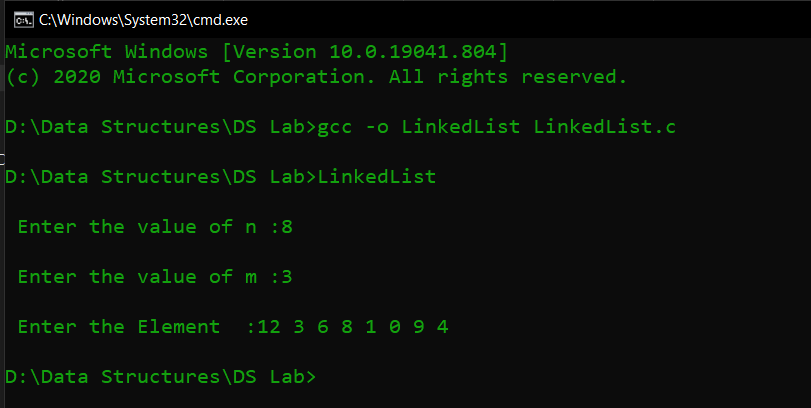 C:\Windows\System32\cmd.exe
Microsoft Windows [Version 10.0.19041.804]
(c) 2020 Microsoft Corporation. All rights reserved.
D:\Data Structures\DS Lab>gcc -o LinkedList LinkedList.c
D:\Data Structures\DS Lab>LinkedList
Enter the value of n :8
Enter the value of m :3
Enter the Element  :12 3 6 8 1 0 9 4
D:\Data Structures\DS Lab>